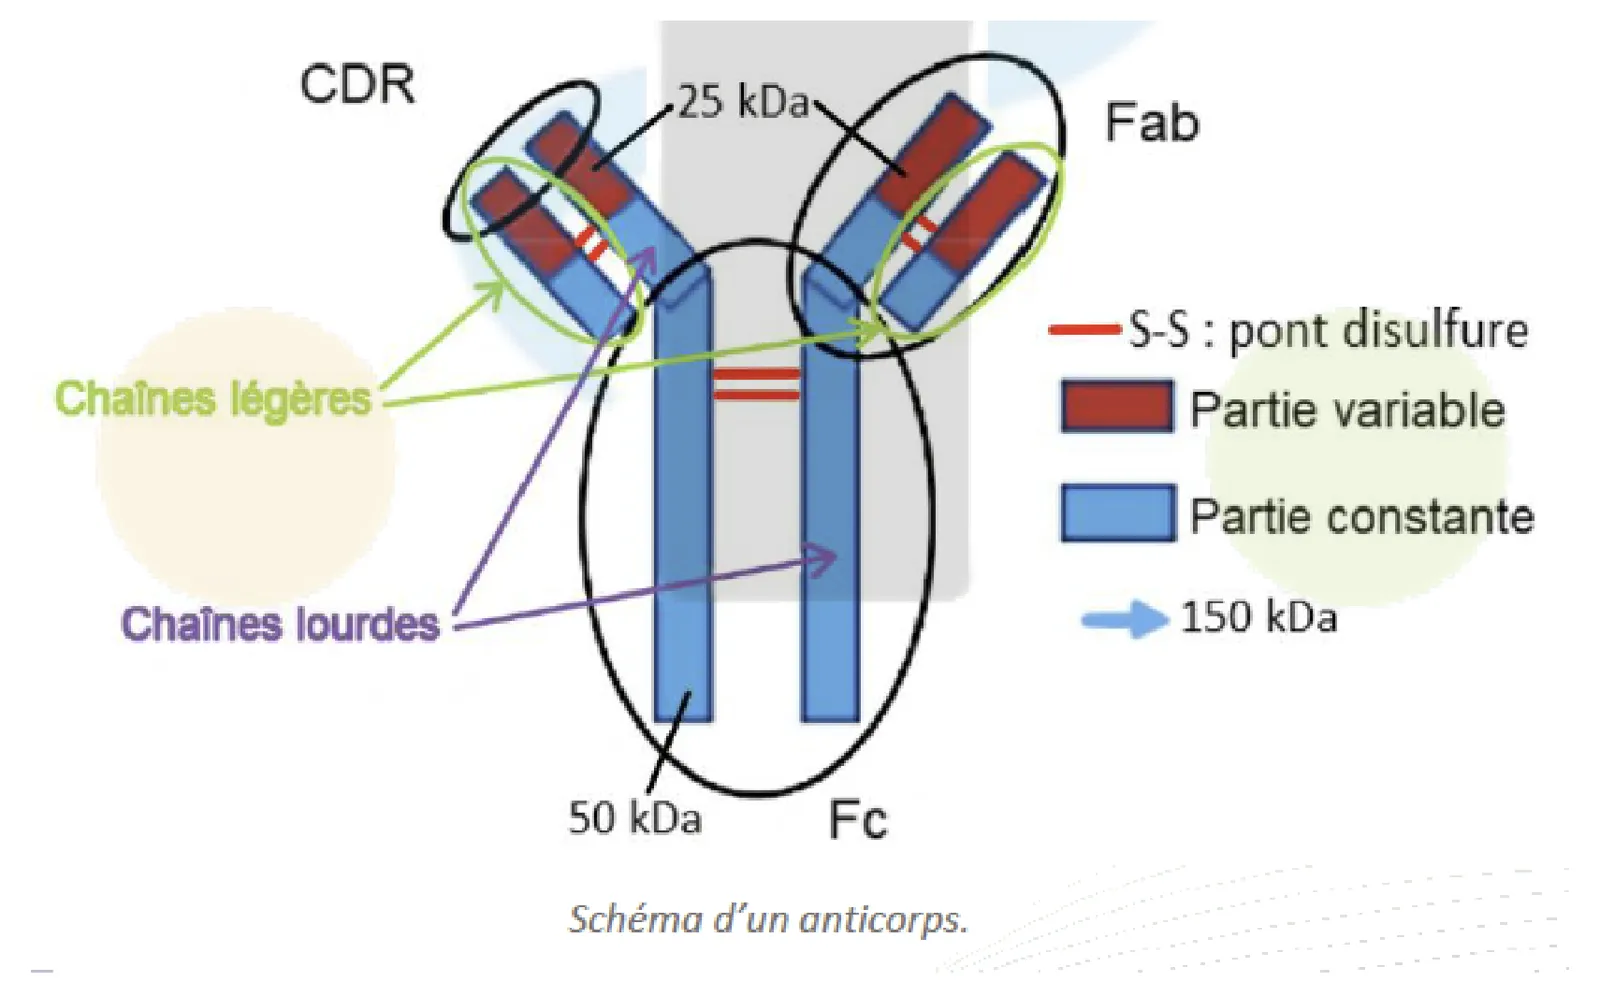 CDR
25 kDa
Fab
S-S : pont disulfure
Chaînes légères
Partie variable
Partie constante
Chaînes lourdes
150 kDa
50 kDa
Fc
Schéma d’un anticorps.